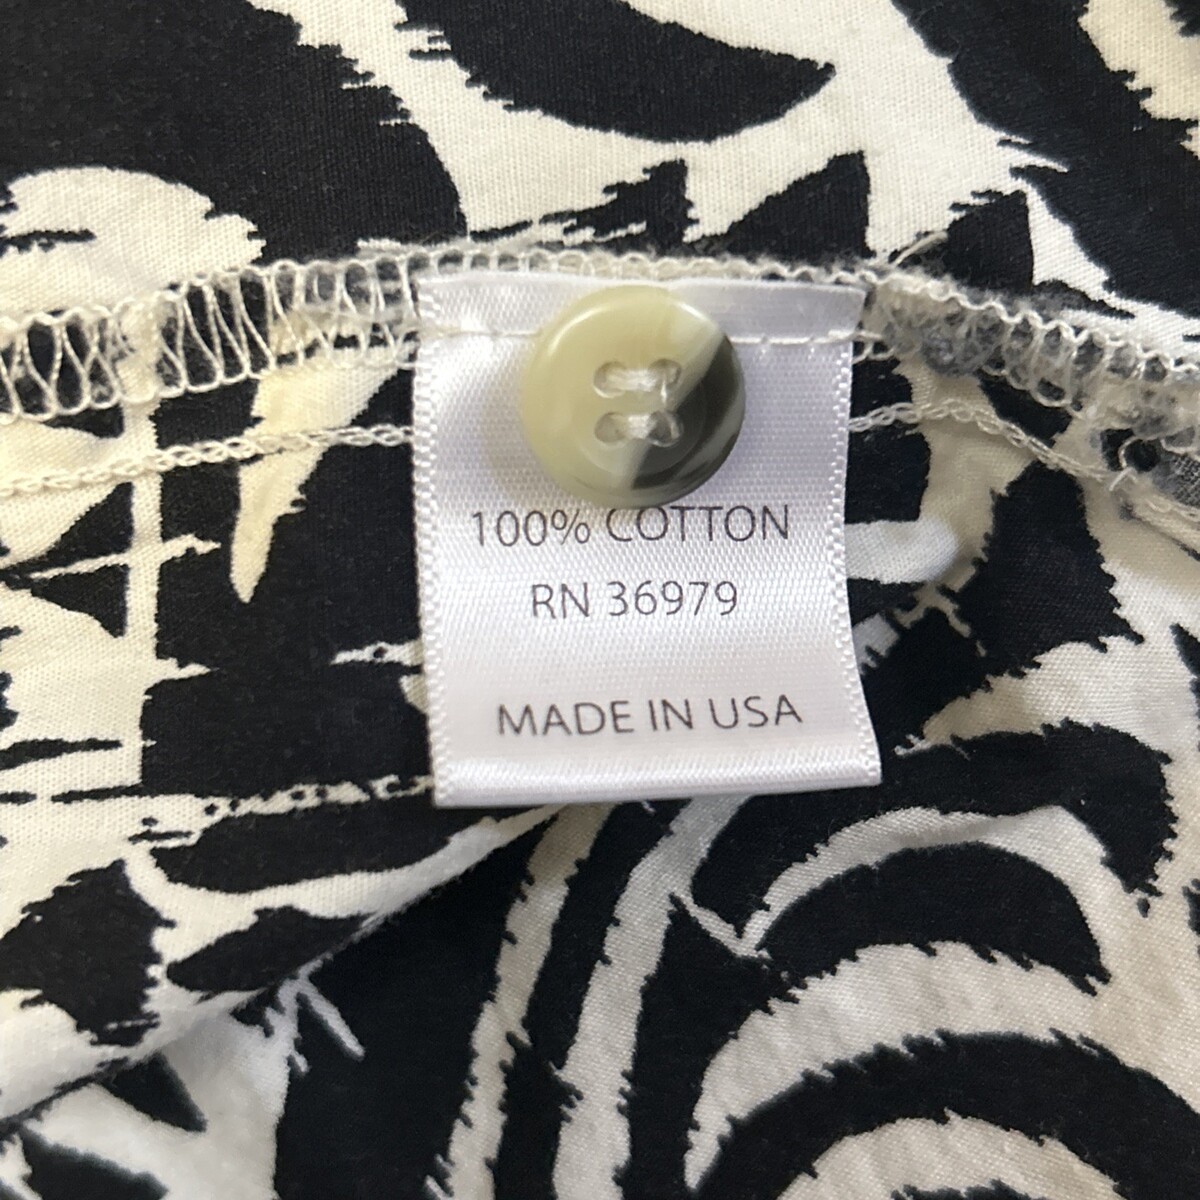 100% COTTON
RN 36979
MADE IN USA